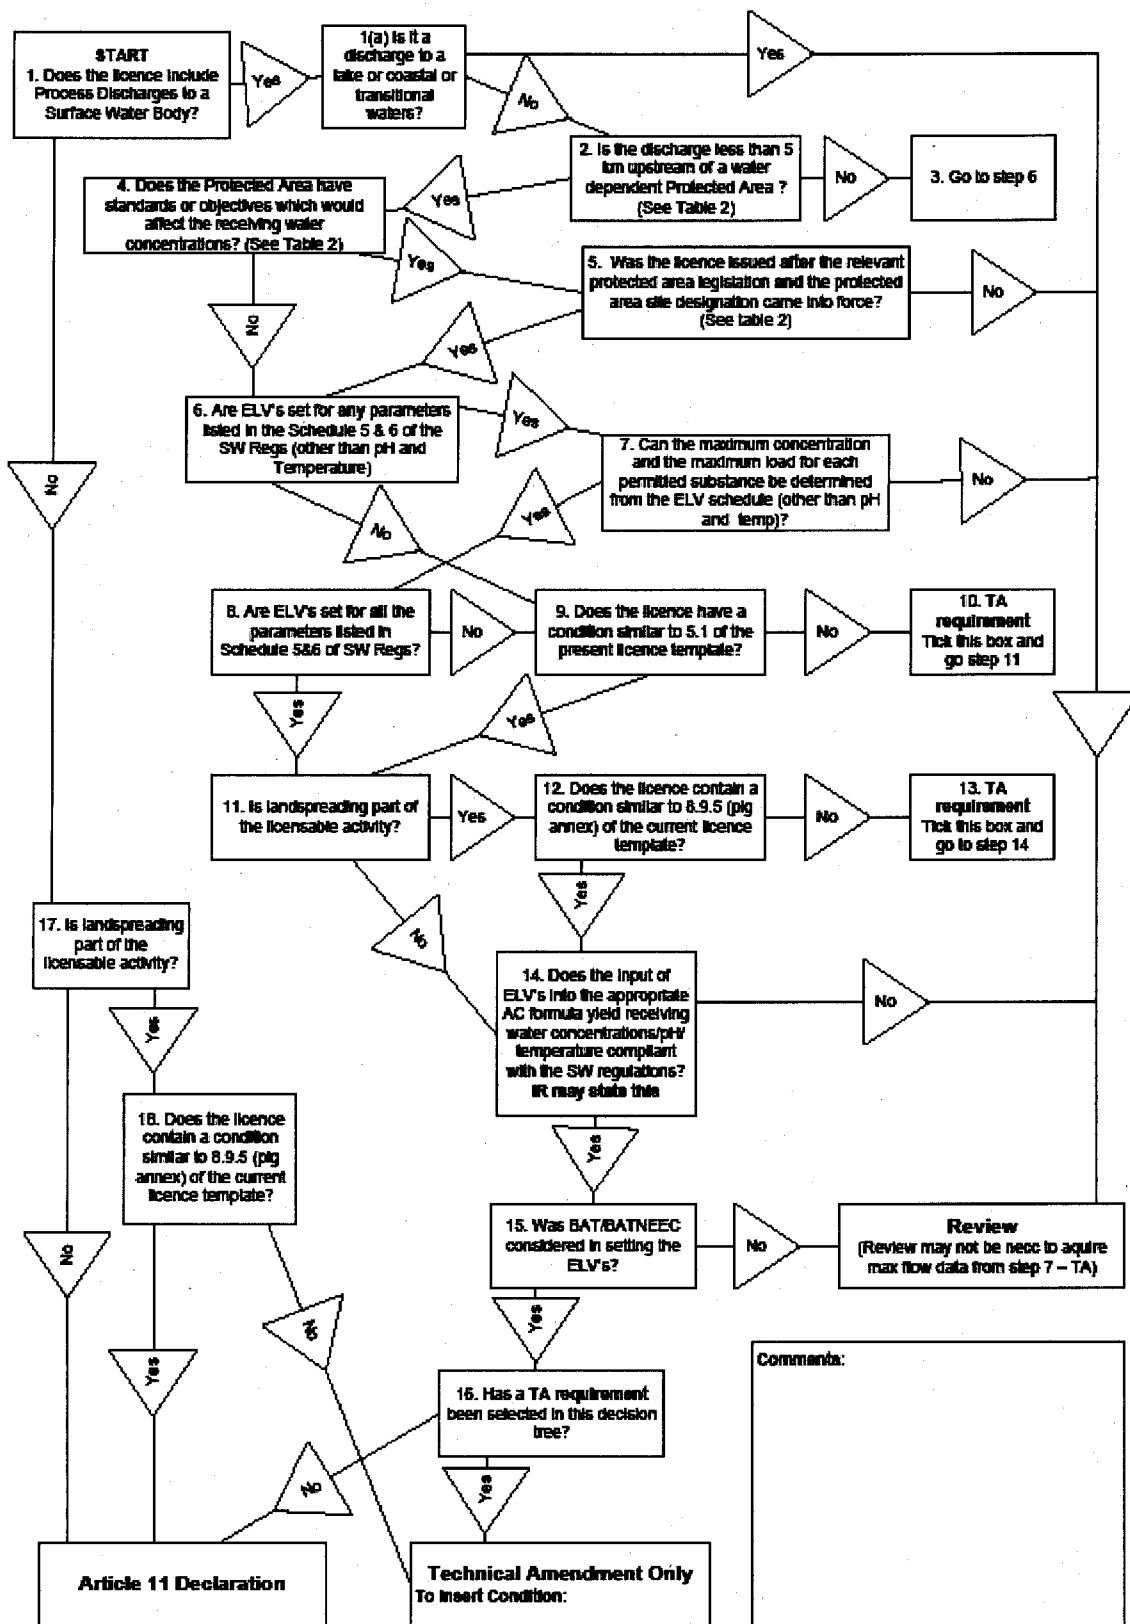 START
1. Does the licence include
Process Discharges to a
Surface Water Body?
Yes
1(a) Is it a
discharge to a
lake or coastal or
transitional
waters?
Yes
No
2. Is the discharge less than 5
km upstream of a water
dependent Protected Area ?
(See Table 2)
No
3. Go to step 6
Yes
4. Does the Protected Area have
standards or objectives which would
affect the receiving water
concentrations? (See Table 2)
Yes
No
5. Was the licence issued after the relevant
protected area legislation and the protected
area site designation came into force?
(See table 2)
No
Yes
6. Are ELV's set for any parameters
listed in the Schedule 5 & 6 of the
SW Regs (other than pH and
Temperature)
Yes
No
7. Can the maximum concentration
and the maximum load for each
permitted substance be determined
from the ELV schedule (other than pH
and temp)?
No
Yes
No
8. Are ELV's set for all the
parameters listed in
Schedule 5&6 of SW Regs?
No
Yes
9. Does the licence have a
condition similar to 5.1 of the
present licence template?
No
Yes
10. TA
requirement
Tick this box and
go step 11
11. Is landspreading part of
the licensable activity?
Yes
No
12. Does the licence contain a
condition similar to 8.9.5 (pig
annex) of the current licence
template?
No
Yes
13. TA
requirement
Tick this box and
go to step 14
17. Is landspreading
part of the
licensable activity?
Yes
No
14. Does the input of
ELV's into the appropriate
AC formula yield receiving
water concentrations/pH/
temperature compliant
with the SW regulations?
IR may state this
No
Yes
18. Does the licence
contain a condition
similar to 8.9.5 (pig
annex) of the current
licence template?
Yes
No
15. Was BAT/BATNEEC
considered in setting the
ELV's?
No
Yes
Review
(Review may not be necc to aquire
max flow data from step 7 – TA)
16. Has a TA requirement
been selected in this decision
tree?
No
Yes
Comments:
Article 11 Declaration
Technical Amendment Only
To Insert Condition: